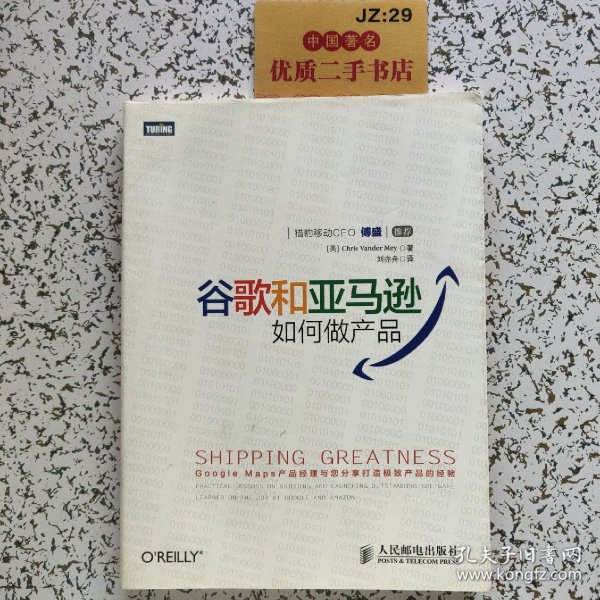 JZ:29
中国著名
优质二手书店
TURING
猎豹移动CEO 傅盛 推荐
[美] Chris Vander Mey 著
刘亦舟 译
谷歌和亚马逊
如何做产品
SHIPPING GREATNESS
Google Maps产品经理与您分享打造极致产品的经验
PRACTICAL LESSONS ON BUILDING AND LAUNCHING OUTSTANDING SOFTWARE,
LEARNED ON THE JOB AT GOOGLE AND AMAZON
O'REILLY®
人民邮电出版社
POSTS & TELECOM PRESS
孔夫子旧书网
www.kongfz.com